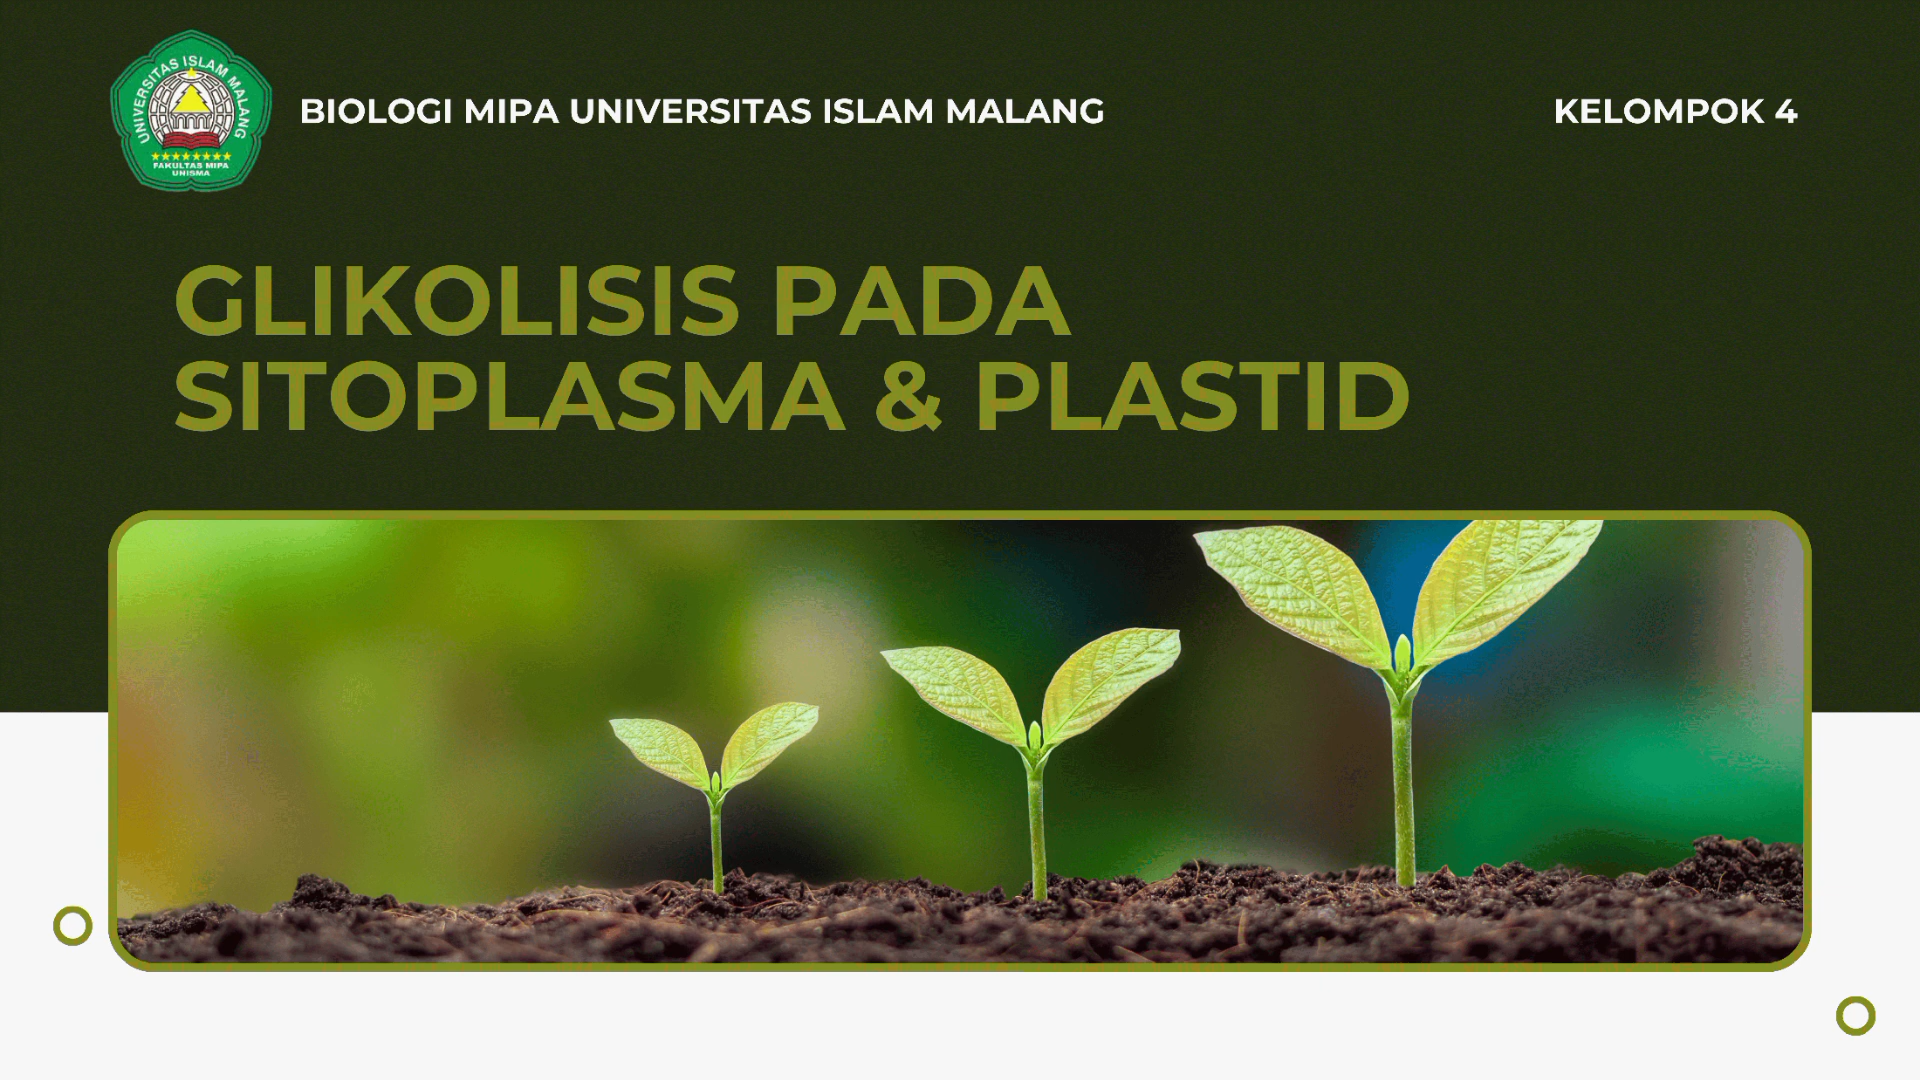 UNIVERSITAS ISLAM MALANG
FAKULTAS MIPA
UNISMA
BIOLOGI MIPA UNIVERSITAS ISLAM MALANG
KELOMPOK 4
GLIKOLISIS PADA
SITOPLASMA & PLASTID